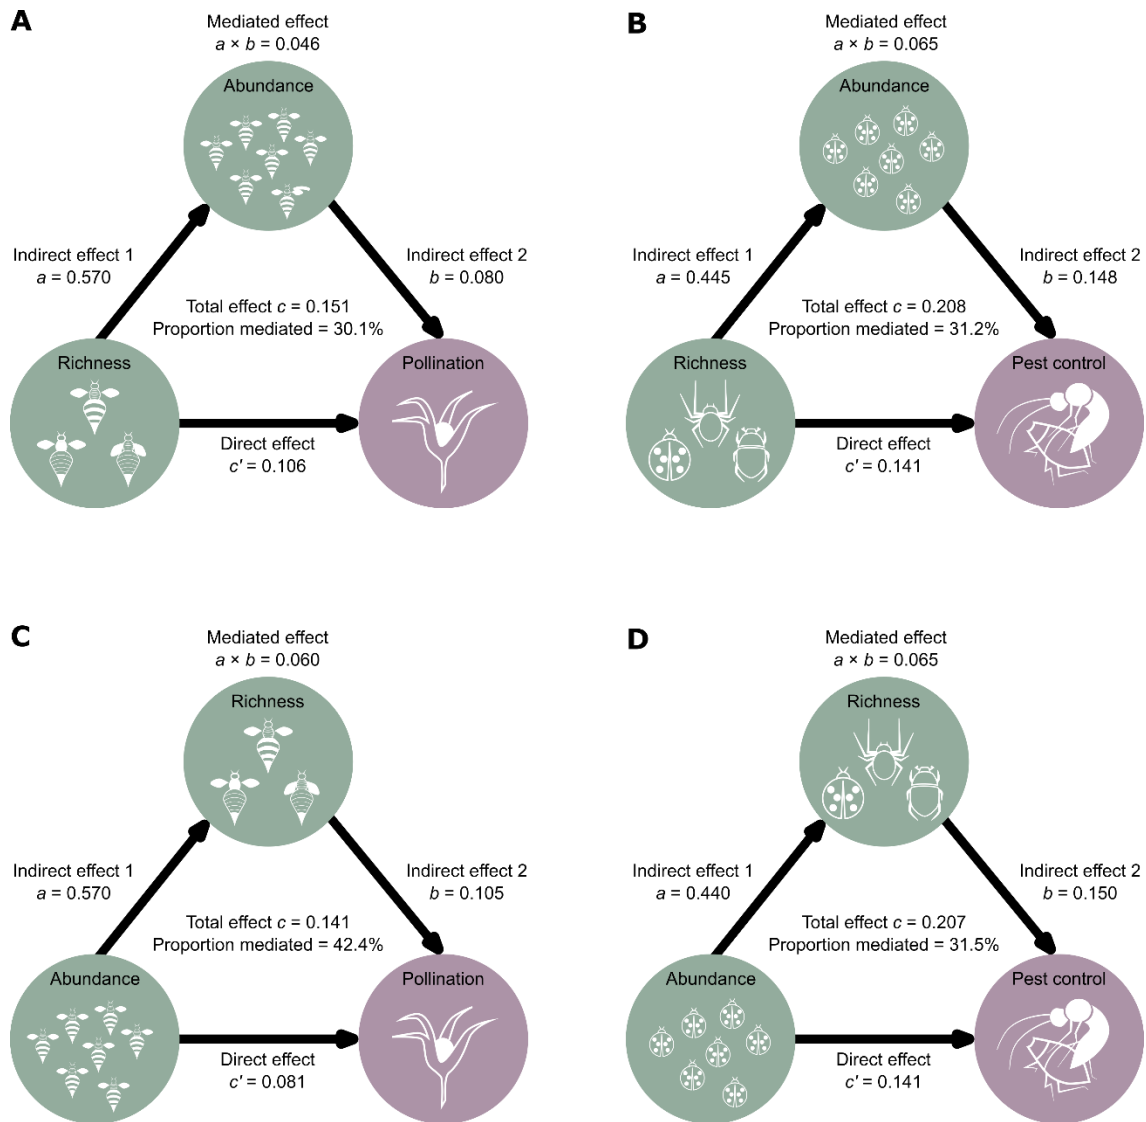 A
Mediated effect
a × b = 0.046
Abundance
Indirect effect 1
a = 0.570
Indirect effect 2
b = 0.080
Total effect c = 0.151
Proportion mediated = 30.1%
Richness
Pollination
Direct effect
c' = 0.106
B
Mediated effect
a × b = 0.065
Abundance
Indirect effect 1
a = 0.445
Indirect effect 2
b = 0.148
Total effect c = 0.208
Proportion mediated = 31.2%
Richness
Pest control
Direct effect
c' = 0.141
C
Mediated effect
a × b = 0.060
Richness
Indirect effect 1
a = 0.570
Indirect effect 2
b = 0.105
Total effect c = 0.141
Proportion mediated = 42.4%
Abundance
Pollination
Direct effect
c' = 0.081
D
Mediated effect
a × b = 0.065
Richness
Indirect effect 1
a = 0.440
Indirect effect 2
b = 0.150
Total effect c = 0.207
Proportion mediated = 31.5%
Abundance
Pest control
Direct effect
c' = 0.141